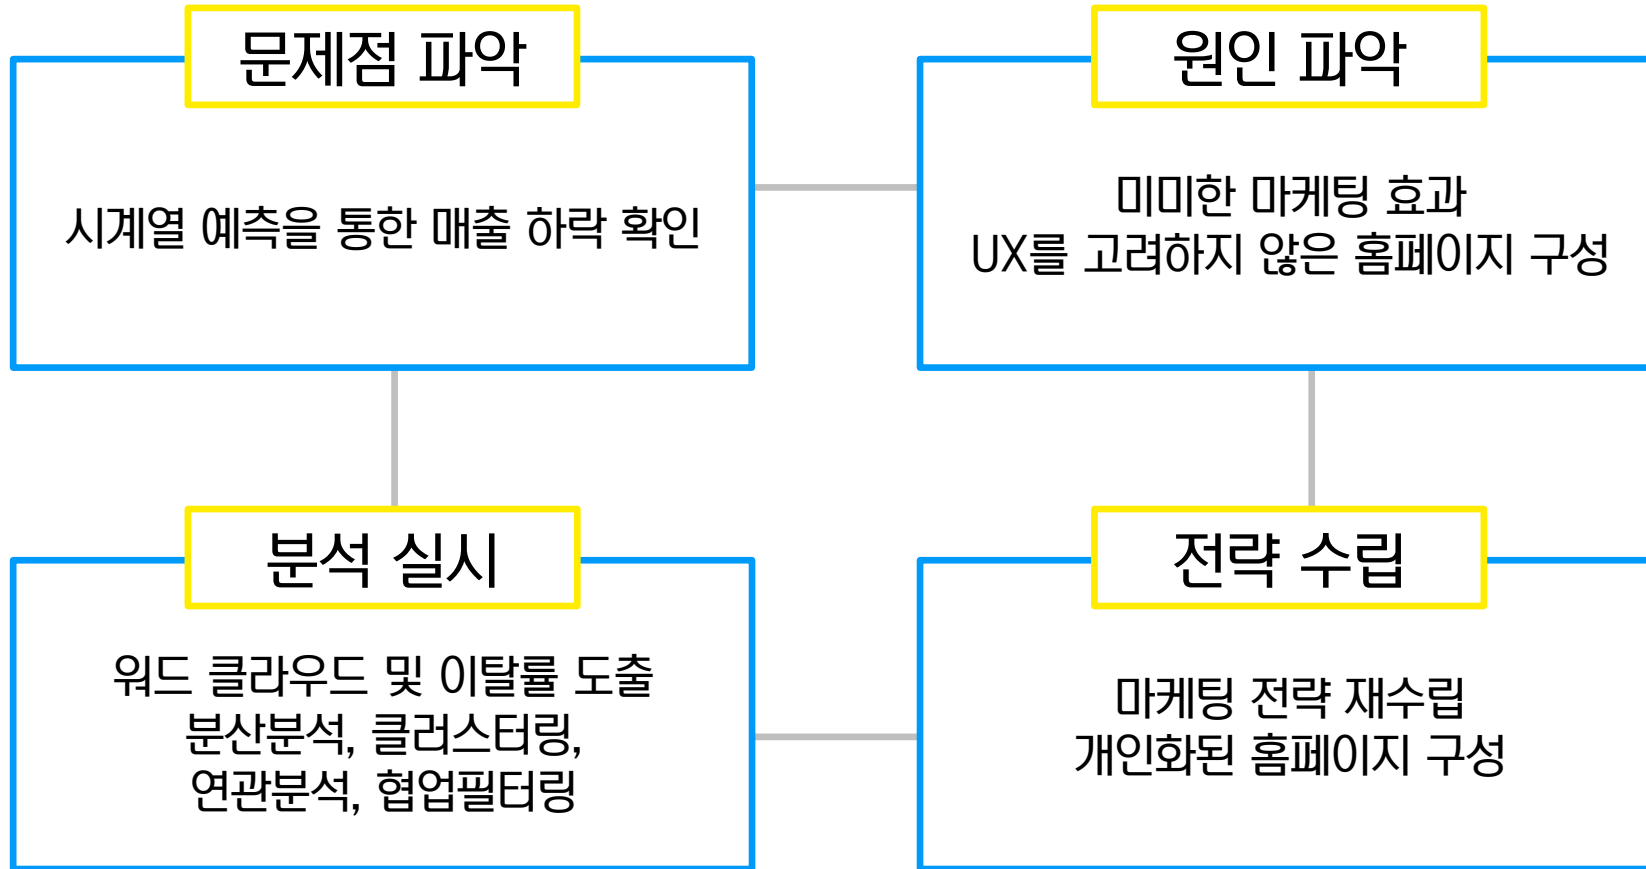 문제점 파악
시계열 예측을 통한 매출 하락 확인
원인 파악
미미한 마케팅 효과
UX를 고려하지 않은 홈페이지 구성
분석 실시
워드 클라우드 및 이탈률 도출
분산분석, 클러스터링,
연관분석, 협업필터링
전략 수립
마케팅 전략 재수립
개인화된 홈페이지 구성